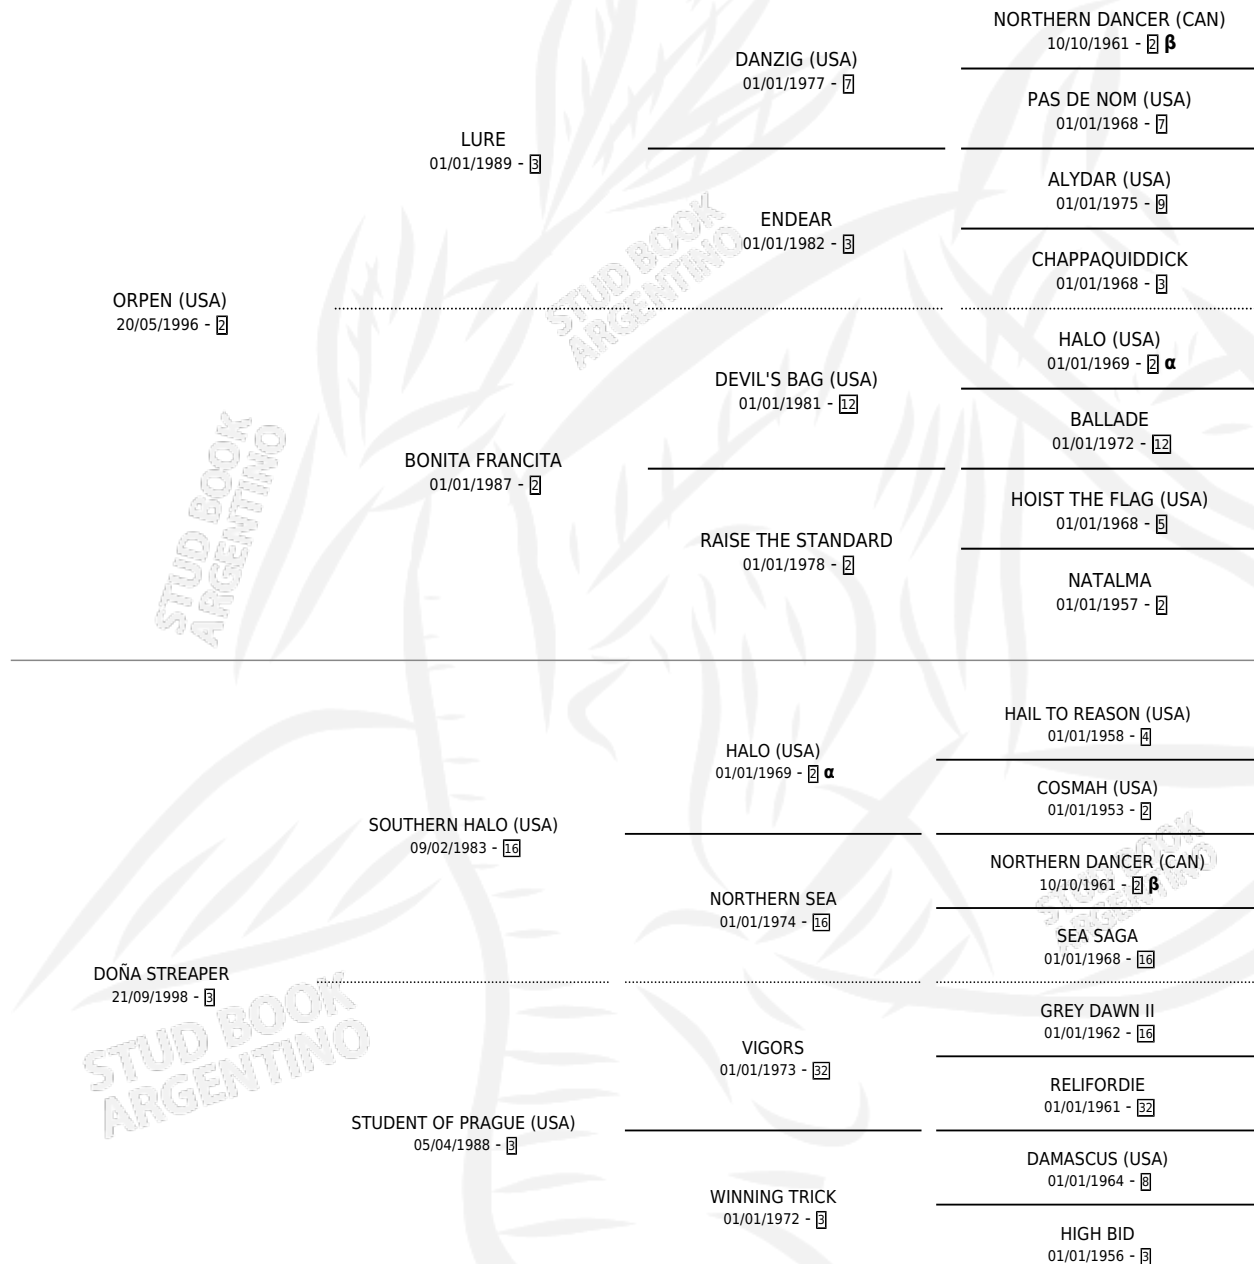 NORTHERN DANCER (CAN)
10/10/1961 - 2 β
DANZIG (USA)
01/01/1977 - 7
PAS DE NOM (USA)
01/01/1968 - 7
LURE
01/01/1989 - 3
ALYDAR (USA)
01/01/1975 - 9
ENDEAR
01/01/1982 - 3
CHAPPAQUIDDICK
01/01/1968 - 3
ORPEN (USA)
20/05/1996 - 2
HALO (USA)
01/01/1969 - 2 α
DEVIL'S BAG (USA)
01/01/1981 - 12
BALLADE
01/01/1972 - 12
BONITA FRANCITA
01/01/1987 - 2
HOIST THE FLAG (USA)
01/01/1968 - 5
RAISE THE STANDARD
01/01/1978 - 2
NATALMA
01/01/1957 - 2
HAIL TO REASON (USA)
01/01/1958 - 4
HALO (USA)
01/01/1969 - 2 α
COSMAH (USA)
01/01/1953 - 2
SOUTHERN HALO (USA)
09/02/1983 - 16
NORTHERN DANCER (CAN)
10/10/1961 - 2 β
NORTHERN SEA
01/01/1974 - 16
SEA SAGA
01/01/1968 - 16
DOÑA STREAPER
21/09/1998 - 3
GREY DAWN II
01/01/1962 - 16
VIGORS
01/01/1973 - 32
RELIFORDIE
01/01/1961 - 32
STUDENT OF PRAGUE (USA)
05/04/1988 - 3
DAMASCUS (USA)
01/01/1964 - 8
WINNING TRICK
01/01/1972 - 3
HIGH BID
01/01/1956 - 3
STUD BOOK
ARGENTINO
STUD BOOK
ARGENTINO
STUD BOOK
ARGENTINO
STUD BOOK
ARGENTINO